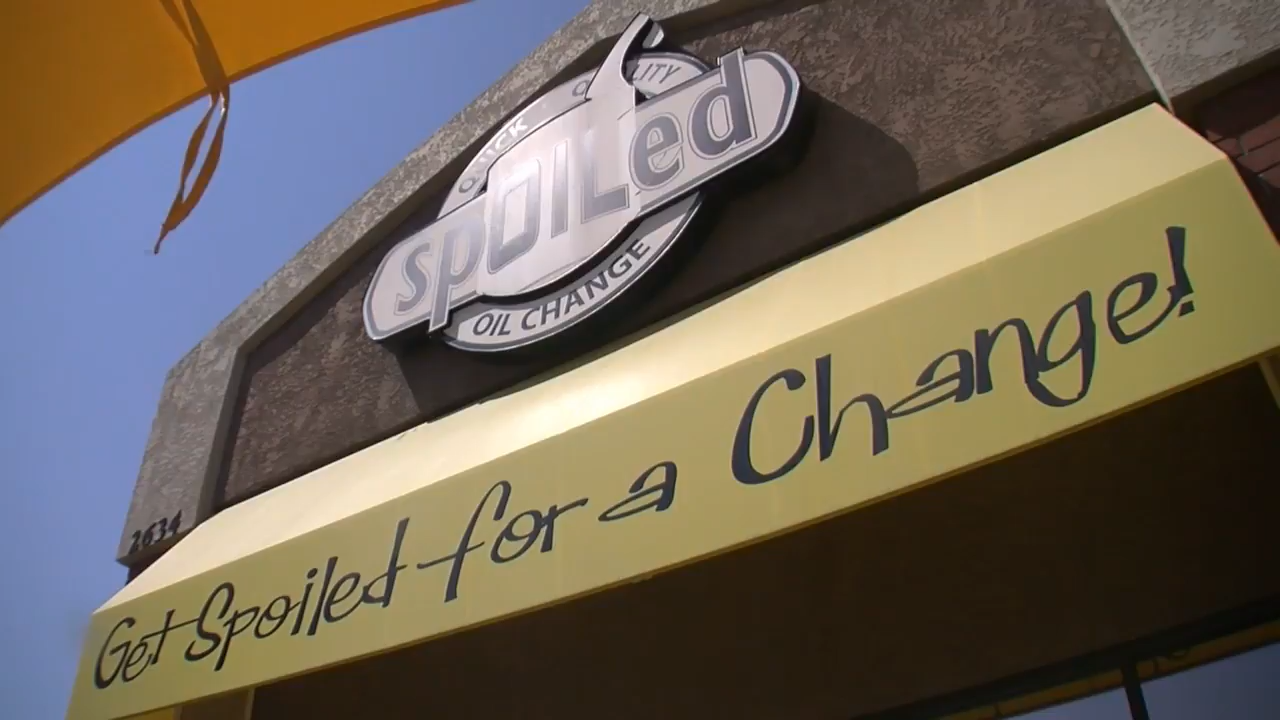 QUICK QUALITY
spOILed
OIL CHANGE
2634
Get Spoiled for a Change!